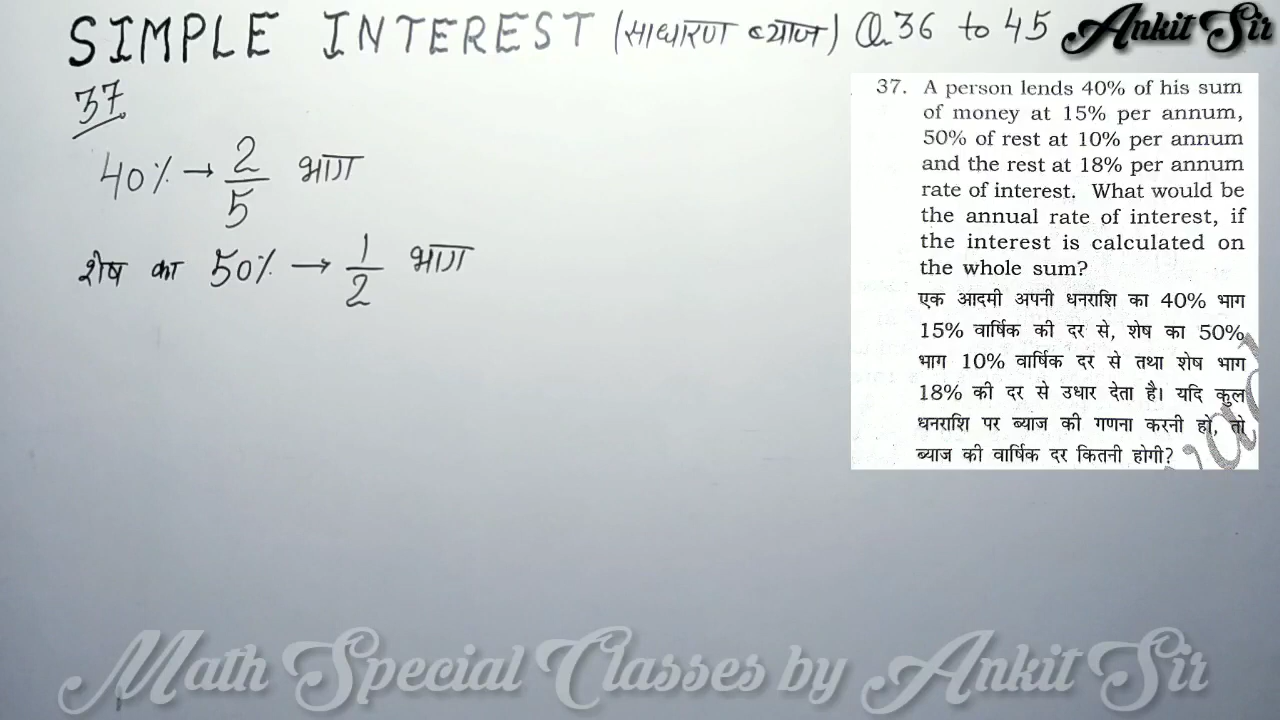 SIMPLE INTEREST (साधारण ब्याज) Q.36 to 45
Ankit Sir
37
40% → 2/5 भाग
शेष का 50% → 1/2 भाग
37. A person lends 40% of his sum
of money at 15% per annum,
50% of rest at 10% per annum
and the rest at 18% per annum
rate of interest. What would be
the annual rate of interest, if
the interest is calculated on
the whole sum?
एक आदमी अपनी धनराशि का 40% भाग
15% वार्षिक की दर से, शेष का 50%
भाग 10% वार्षिक दर से तथा शेष भाग
18% की दर से उधार देता है। यदि कुल
धनराशि पर ब्याज की गणना करनी हो, तो
ब्याज की वार्षिक दर कितनी होगी?
Math Special Classes by Ankit Sir